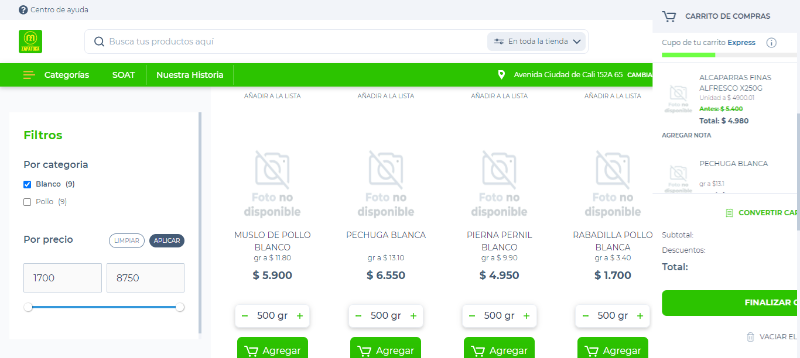 Centro de ayuda
Busca tus productos aquí
En toda la tienda
Categorías
SOAT
Nuestra Historia
Avenida Ciudad de Cali 152A 65 CAMBIA
AÑADIR A LA LISTA
AÑADIR A LA LISTA
AÑADIR A LA LISTA
AÑADIR A LA LISTA
Filtros
Por categoria
Blanco (9)
Pollo (9)
Por precio
LIMPIAR
APLICAR
1700
8750
Foto no
disponible
MUSLO DE POLLO
BLANCO
gr a $ 11.80
$ 5.900
500 gr
Agregar
Foto no
disponible
PECHUGA BLANCA
gr a $ 13.10
$ 6.550
500 gr
Agregar
Foto no
disponible
PIERNA PERNIL
BLANCO
gr a $ 9.90
$ 4.950
500 gr
Agregar
Foto no
disponible
RABADILLA POLLO
BLANCA
gr a $ 3.40
$ 1.700
500 gr
Agregar
CARRITO DE COMPRAS
Cupo de tu carrito Express
Foto no
disponible
ALCAPARRAS FINAS
ALFRESCO X250G
Unidad a $ 4900.01
Antes: $ 5.400
Total: $ 4.980
AGREGAR NOTA
Foto no
PECHUGA BLANCA
gr a $13.1
CONVERTIR CAR
Subtotal:
Descuentos:
Total:
FINALIZAR C
VACIAR EL